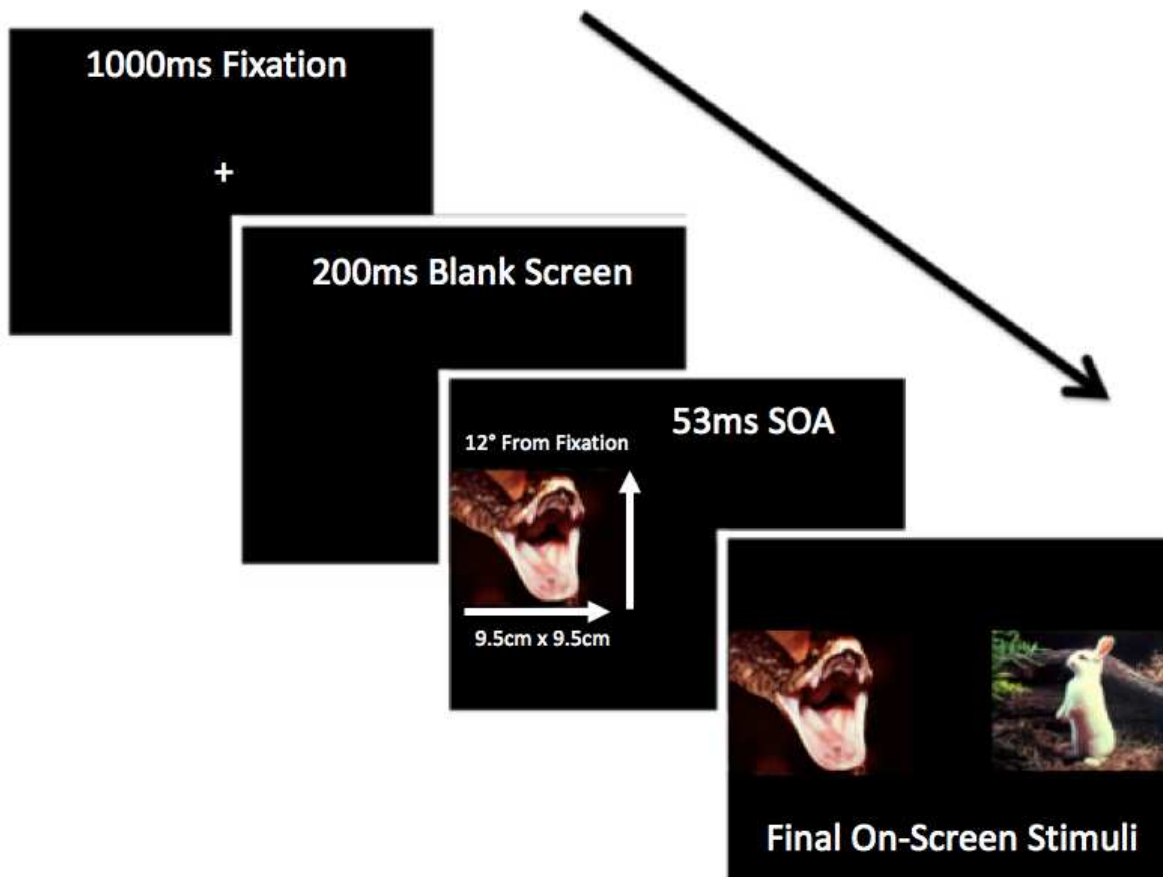 1000ms Fixation
+
200ms Blank Screen
53ms SOA
12° From Fixation
9.5cm x 9.5cm
Final On-Screen Stimuli